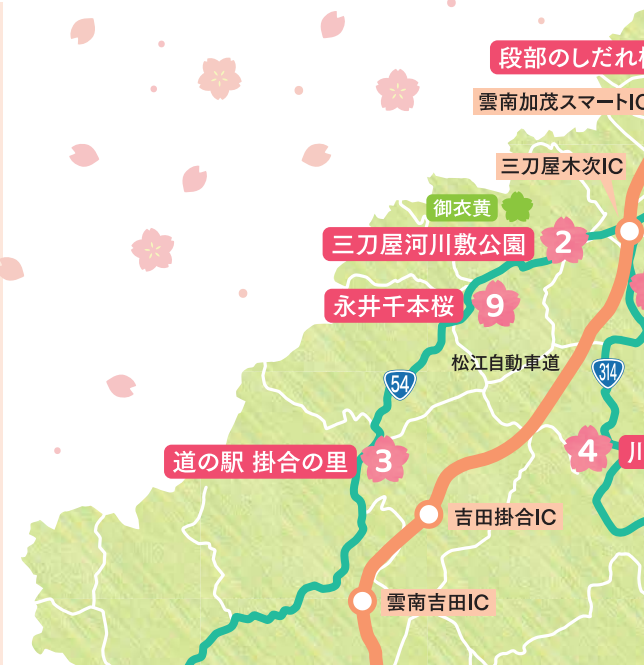 段部のしだれ
雲南加茂スマートIC
三刀屋木次IC
御衣黄
三刀屋河川敷公園
2
永井千本桜
9
松江自動車道
54
314
道の駅 掛合の里
3
4
川
吉田掛合IC
雲南吉田IC